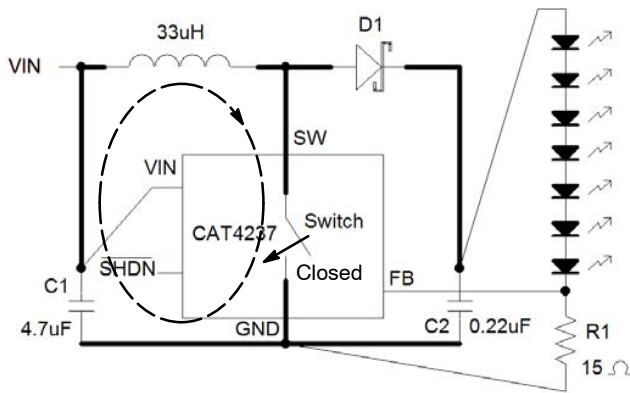 33uH
D1
VIN
SW
VIN
CAT4237
Switch
SHDN
Closed
FB
C1
4.7uF
GND
C2
0.22uF
R1
15 Ω